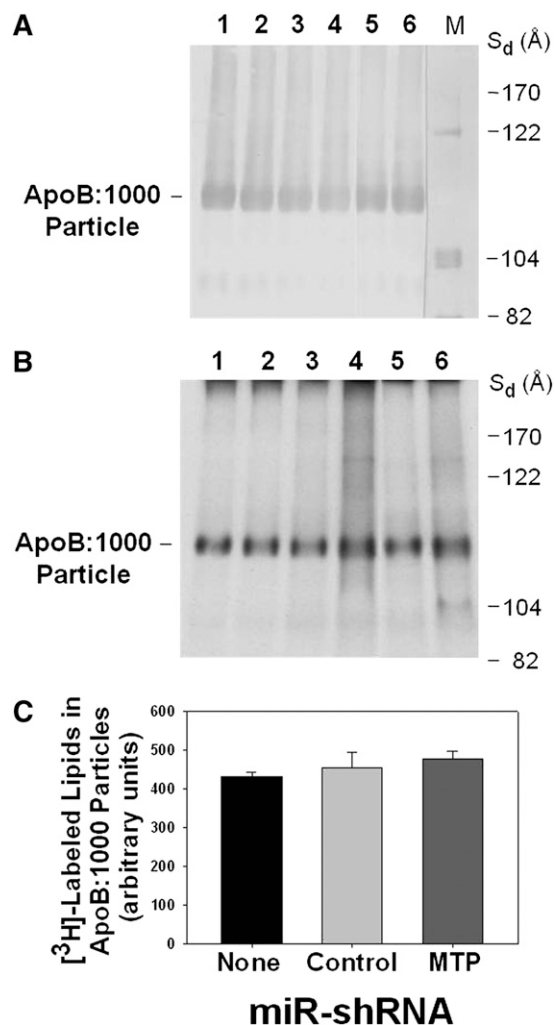 A
1 2 3 4 5 6 M
S_d (Å)
-170
-122
ApoB:1000 -
Particle
-104
- 82
B
1 2 3 4 5 6
S_d (Å)
-170
-122
ApoB:1000 -
Particle
- 104
- 82
C
[³H]-Labeled Lipids in
ApoB:1000 Particles
(arbitrary units)
600
500
400
300
200
100
0
None Control MTP
miR-shRNA